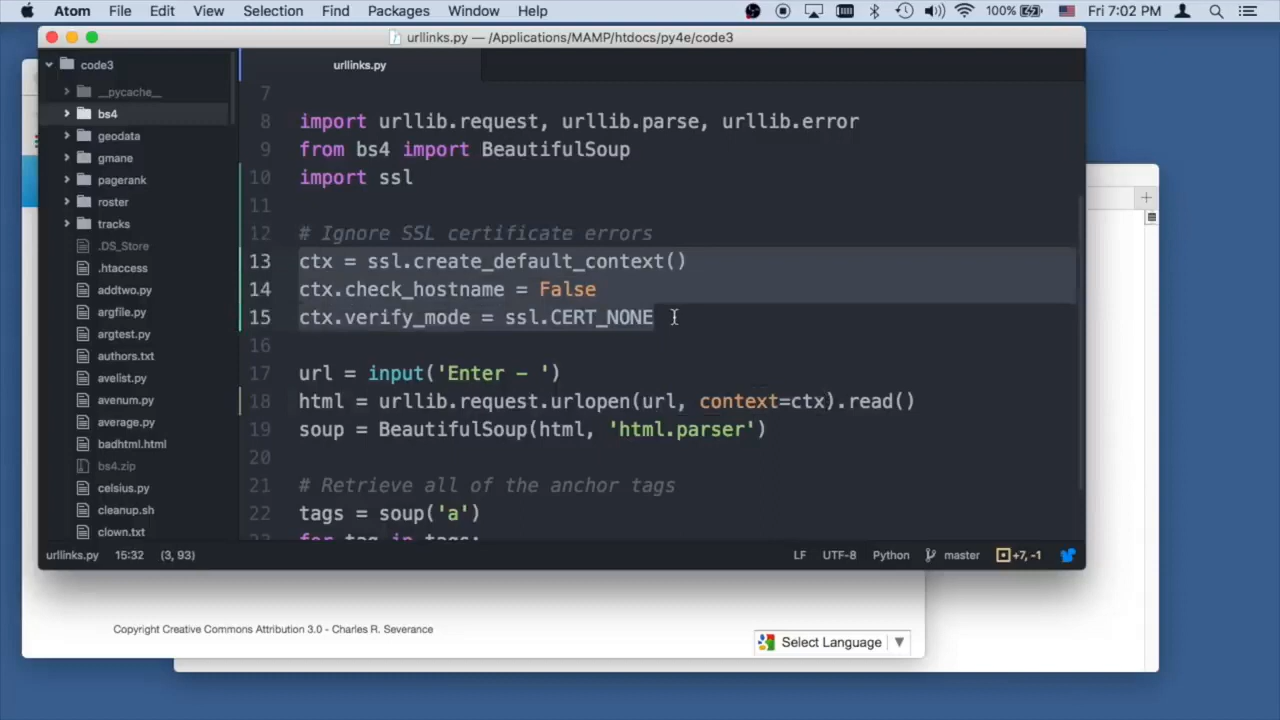 Atom File Edit View Selection Find Packages Window Help 100% Fri 7:02 PM
urllinks.py — /Applications/MAMP/htdocs/py4e/code3
code3
__pycache__
bs4
geodata
gmane
pagerank
roster
tracks
.DS_Store
.htaccess
addtwo.py
argfile.py
argtest.py
authors.txt
avelist.py
avenum.py
average.py
badhtml.html
bs4.zip
celsius.py
cleanup.sh
clown.txt
urllinks.py
7
8 import urllib.request, urllib.parse, urllib.error
9 from bs4 import BeautifulSoup
10 import ssl
11
12 # Ignore SSL certificate errors
13 ctx = ssl.create_default_context()
14 ctx.check_hostname = False
15 ctx.verify_mode = ssl.CERT_NONE
16
17 url = input('Enter - ')
18 html = urllib.request.urlopen(url, context=ctx).read()
19 soup = BeautifulSoup(html, 'html.parser')
20
21 # Retrieve all of the anchor tags
22 tags = soup('a')
23 for tag in tags:
urllinks.py 15:32 (3, 93) LF UTF-8 Python master +7, -1
Copyright Creative Commons Attribution 3.0 - Charles R. Severance
Select Language ▼